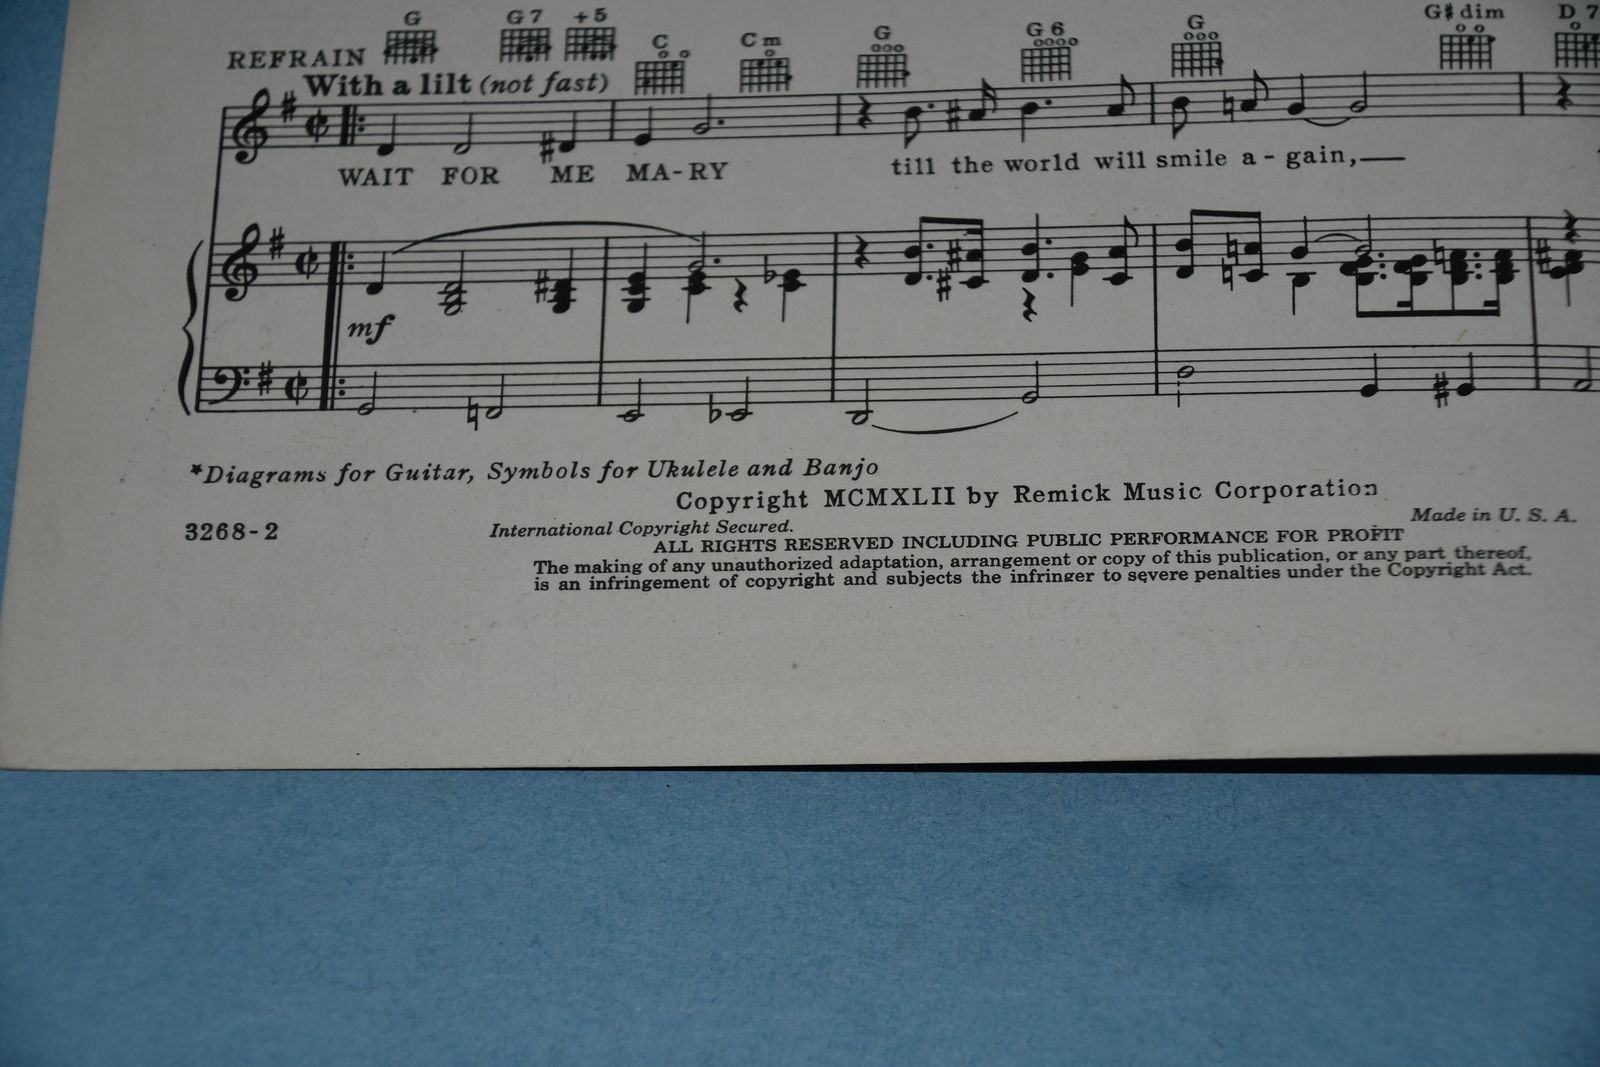 G G7 +5 C Cm G G6 G G♯dim D7
REFRAIN
With a lilt (not fast)
WAIT FOR ME MA-RY till the world will smile a - gain,
mf
*Diagrams for Guitar, Symbols for Ukulele and Banjo
Copyright MCMXLII by Remick Music Corporation
3268-2
International Copyright Secured.
Made in U. S. A.
ALL RIGHTS RESERVED INCLUDING PUBLIC PERFORMANCE FOR PROFIT
The making of any unauthorized adaptation, arrangement or copy of this publication, or any part thereof,
is an infringement of copyright and subjects the infringer to severe penalties under the Copyright Act.